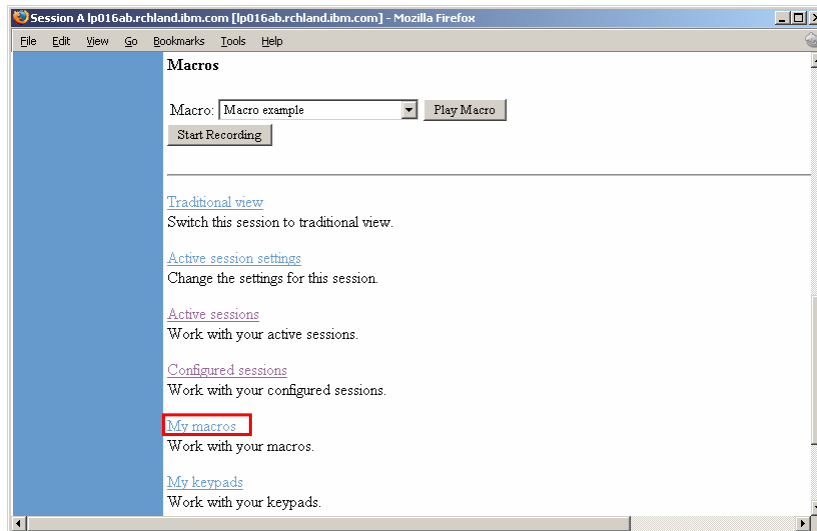 Session A lp016ab.rchland.ibm.com [lp016ab.rchland.ibm.com] - Mozilla Firefox
File Edit View Go Bookmarks Tools Help
Macros
Macro: Macro example Play Macro
Start Recording
Traditional view
Switch this session to traditional view.
Active session settings
Change the settings for this session.
Active sessions
Work with your active sessions.
Configured sessions
Work with your configured sessions.
My macros
Work with your macros.
My keypads
Work with your keypads.